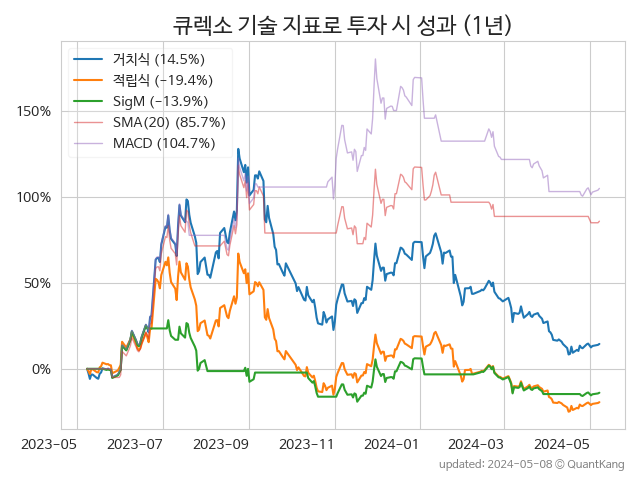 큐렉소 기술 지표로 투자 시 성과 (1년)
거치식 (14.5%)
적립식 (−19.4%)
SigM (−13.9%)
SMA(20) (85.7%)
MACD (104.7%)
150%
100%
50%
0%
2023−05 2023−07 2023−09 2023−11 2024−01 2024−03 2024−05
updated: 2024−05−08 © QuantKang